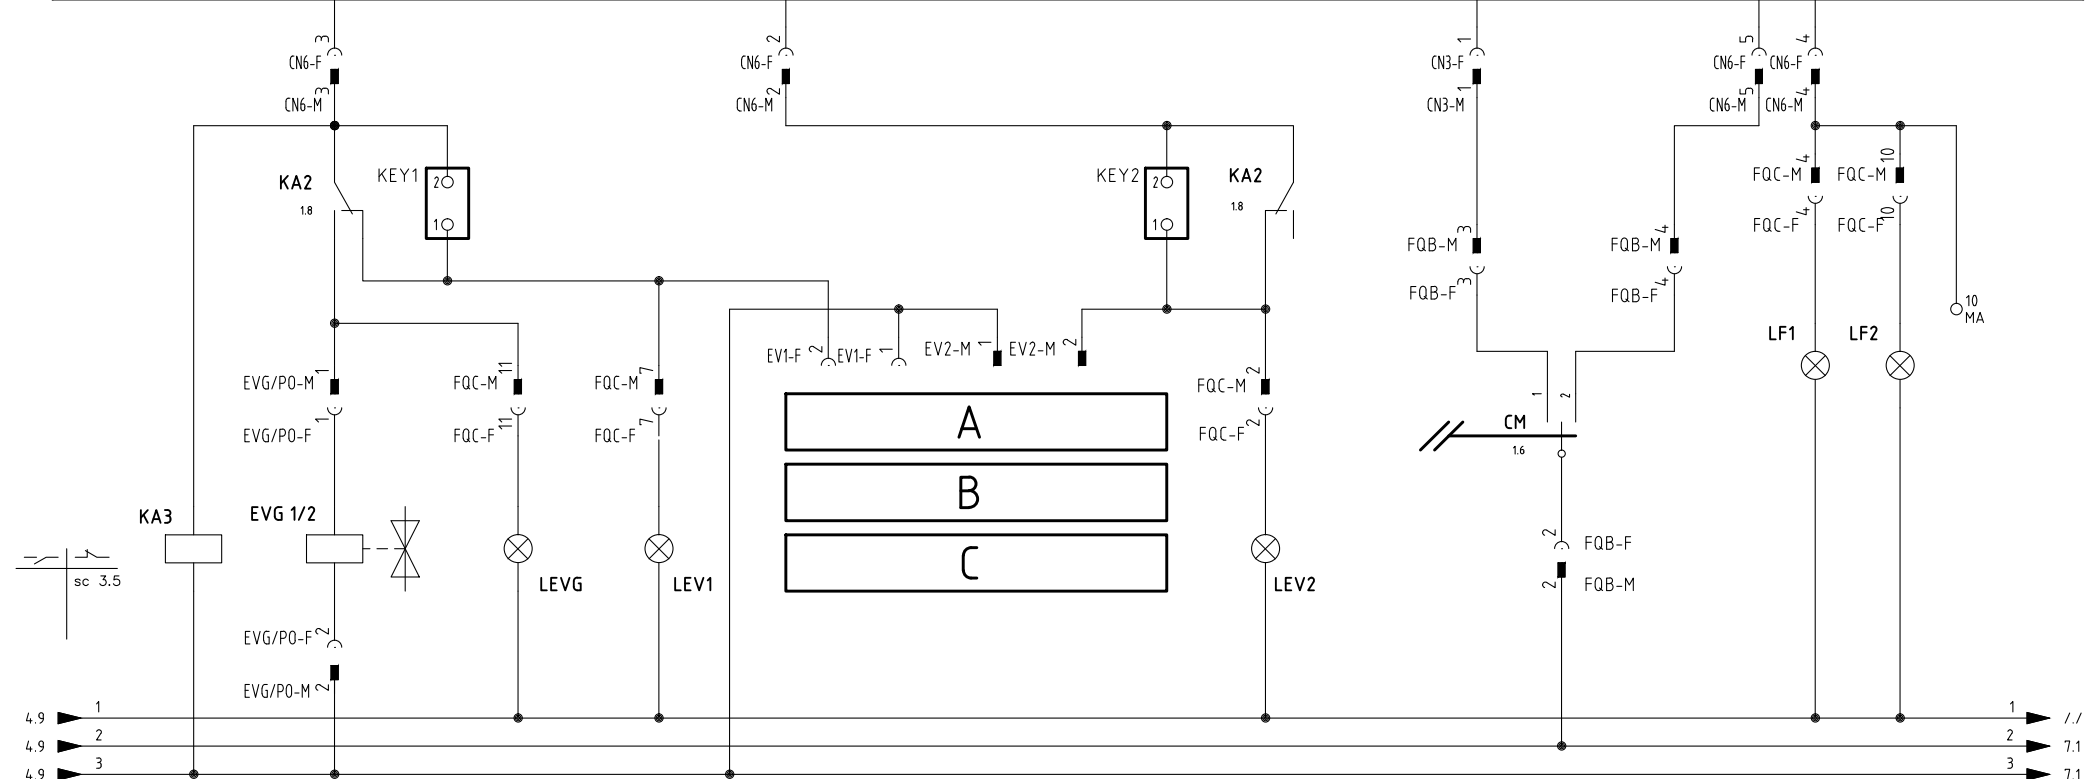 3
CN6-F
3
CN6-M
2
CN6-F
2
CN6-M
1
CN3-F
1
CN3-M
5
CN6-F
5
CN6-M
4
CN6-F
4
CN6-M
KA2
1.8
KEY1
2
1
KEY2
2
1
KA2
1.8
FQC-M
4
FQC-F
4
FQC-M
10
FQC-F
10
FQB-M
3
FQB-F
3
FQB-M
4
FQB-F
4
10
MA
LF1
LF2
EV1-F
2
EV1-F
1
EV2-M
1
EV2-M
2
EVG/PO-M
1
EVG/PO-F
1
FQC-M
11
FQC-F
11
FQC-M
7
FQC-F
7
FQC-M
2
FQC-F
2
A
B
C
1
2
CM
1.6
KA3
EVG 1/2
sc 3.5
LEVG
LEV1
LEV2
2
FQB-F
2
FQB-M
EVG/PO-F
2
EVG/PO-M
2
4.9
1
1
4.9
2
2
7.1
4.9
3
3
7.1